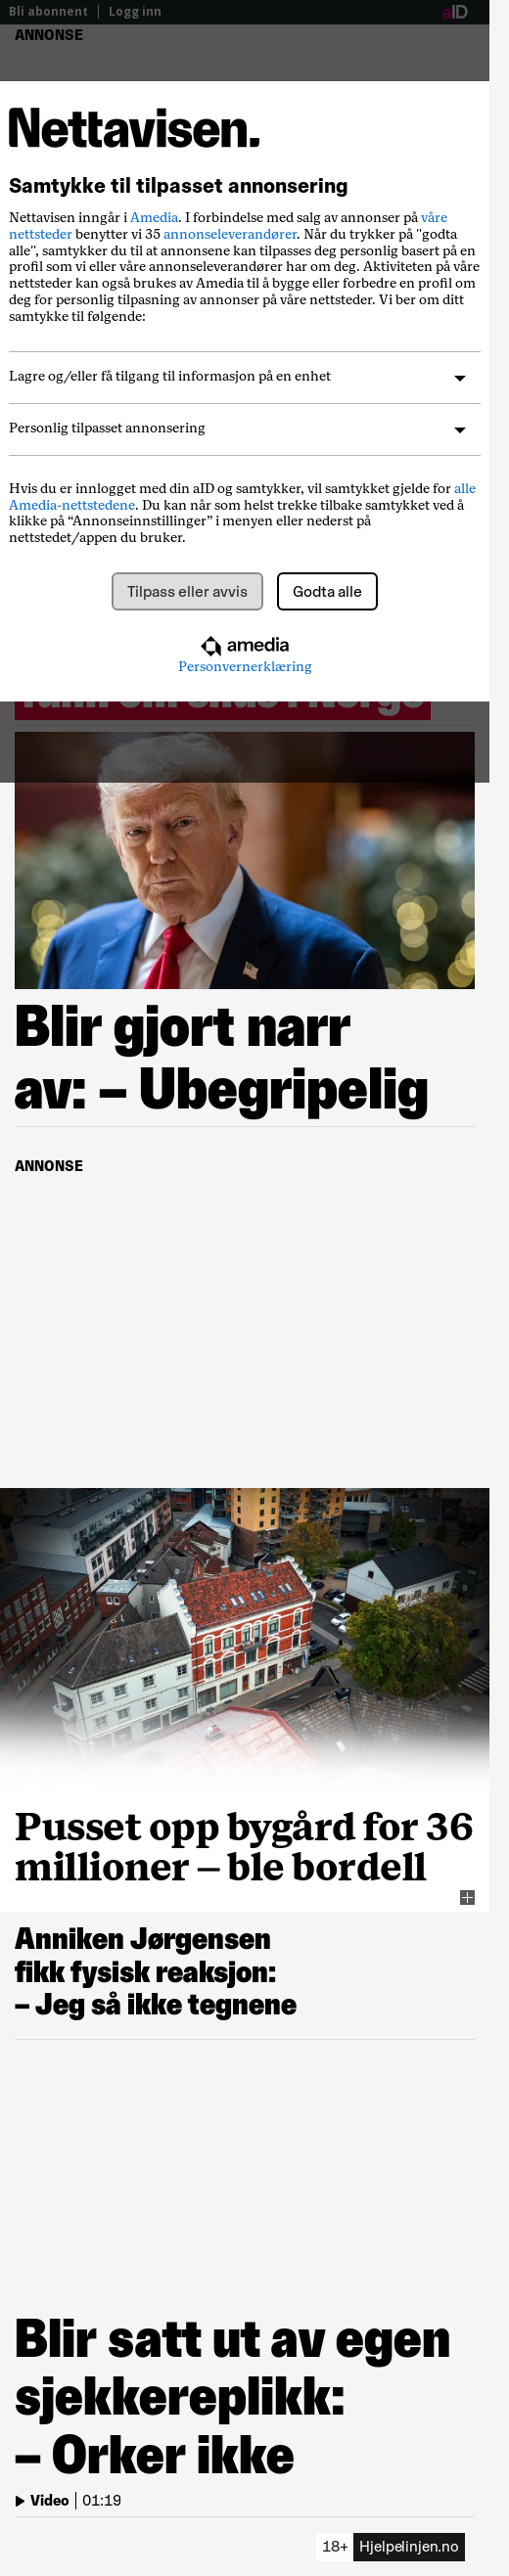 Bli abonnent | Logg inn
aID
ANNONSE
Nettavisen.
Samtykke til tilpasset annonsering
Nettavisen inngår i Amedia. I forbindelse med salg av annonser på våre
nettsteder benytter vi 35 annonseleverandører. Når du trykker på "godta
alle", samtykker du til at annonsene kan tilpasses deg personlig basert på en
profil som vi eller våre annonseleverandører har om deg. Aktiviteten på våre
nettsteder kan også brukes av Amedia til å bygge eller forbedre en profil om
deg for personlig tilpasning av annonser på våre nettsteder. Vi ber om ditt
samtykke til følgende:
Lagre og/eller få tilgang til informasjon på en enhet
Personlig tilpasset annonsering
Hvis du er innlogget med din aID og samtykker, vil samtykket gjelde for alle
Amedia-nettstedene. Du kan når som helst trekke tilbake samtykket ved å
klikke på “Annonseinnstillinger” i menyen eller nederst på
nettstedet/appen du bruker.
Tilpass eller avvis
Godta alle
amedia
Personvernerklæring
Blir gjort narr
av: – Ubegripelig
ANNONSE
Pusset opp bygård for 36
millioner – ble bordell
Anniken Jørgensen
fikk fysisk reaksjon:
– Jeg så ikke tegnene
Blir satt ut av egen
sjekkereplikk:
– Orker ikke
Video | 01:19
18+ Hjelpelinjen.no